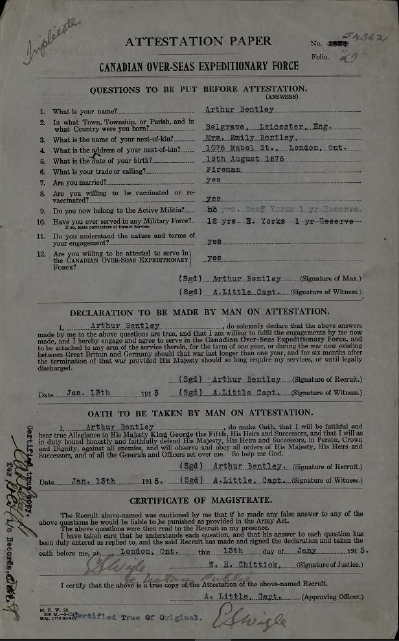 Triplicate
ATTESTATION PAPER
No.
54362
Folio.
CANADIAN OVER-SEAS EXPEDITIONARY FORCE
QUESTIONS TO BE PUT BEFORE ATTESTATION.
(ANSWERS)
1. What is your name? Arthur Bentley
2. In what Town, Township, or Parish, and in
what Country were you born? Belgrave, Leicester, Eng.
3. What is the name of your next-of-kin? Mrs. Emily Bentley,
4. What is the address of your next-of-kin? 1076 Mabel St., London, Ont.
5. What is the date of your birth? 15th August 1876
6. What is your trade or calling? Fireman
7. Are you married? yes
8. Are you willing to be vaccinated or re-
vaccinated? yes
9. Do you now belong to the Active Militia? no
10. Have you ever served in any Military Force? 12 yrs. E. Yorks 1 yr Reserve
If so, state particulars of former Service.
11. Do you understand the nature and terms of
your engagement? yes
12. Are you willing to be attested to serve in
the CANADIAN OVER-SEAS EXPEDITIONARY
FORCE? yes
(Sgd) Arthur Bentley (Signature of Man.)
(Sgd) A.Little Capt. (Signature of Witness.)
DECLARATION TO BE MADE BY MAN ON ATTESTATION.
I, Arthur Bentley, do solemnly declare that the above answers
made by me to the above questions are true, and that I am willing to fulfil the engagements by me now
made, and I hereby engage and agree to serve in the Canadian Over-Seas Expeditionary Force, and
to be attached to any arm of the service therein, for the term of one year, or during the war now existing
between Great Britain and Germany should that war last longer than one year, and for six months after
the termination of that war provided His Majesty should so long require my services, or until legally
discharged.
(Sgd) Arthur Bentley (Signature of Recruit.)
Date Jan. 13th 1915 (Sgd) A.Little Capt. (Signature of Witness.)
OATH TO BE TAKEN BY MAN ON ATTESTATION.
I, Arthur Bentley, do make Oath, that I will be faithful and
bear true Allegiance to His Majesty King George the Fifth, His Heirs and Successors, and that I will as
in duty bound honestly and faithfully defend His Majesty, His Heirs and Successors, in Person, Crown
and Dignity, against all enemies, and will observe and obey all orders of His Majesty, His Heirs and
Successors, and of all the Generals and Officers set over me. So help me God.
(Sgd) Arthur Bentley. (Signature of Recruit.)
Date Jan. 13th 1915. (Sgd) A.Little. Capt. (Signature of Witness.)
CERTIFICATE OF MAGISTRATE.
The Recruit above-named was cautioned by me that if he made any false answer to any of the
above questions he would be liable to be punished as provided in the Army Act.
The above questions were then read to the Recruit in my presence.
I have taken care that he understands each question, and that his answer to each question has
been duly entered as replied to, and the said Recruit has made and signed the declaration and taken the
oath before me, at London, Ont. this 13th day of Jany 1915.
W. H. Chittick, (Signature of Justice.)
I certify that the above is a true copy of the Attestation of the above-named Recruit.
A. Little, Capt. (Approving Officer.)
M. F. W. 23
Certified True Of Original.